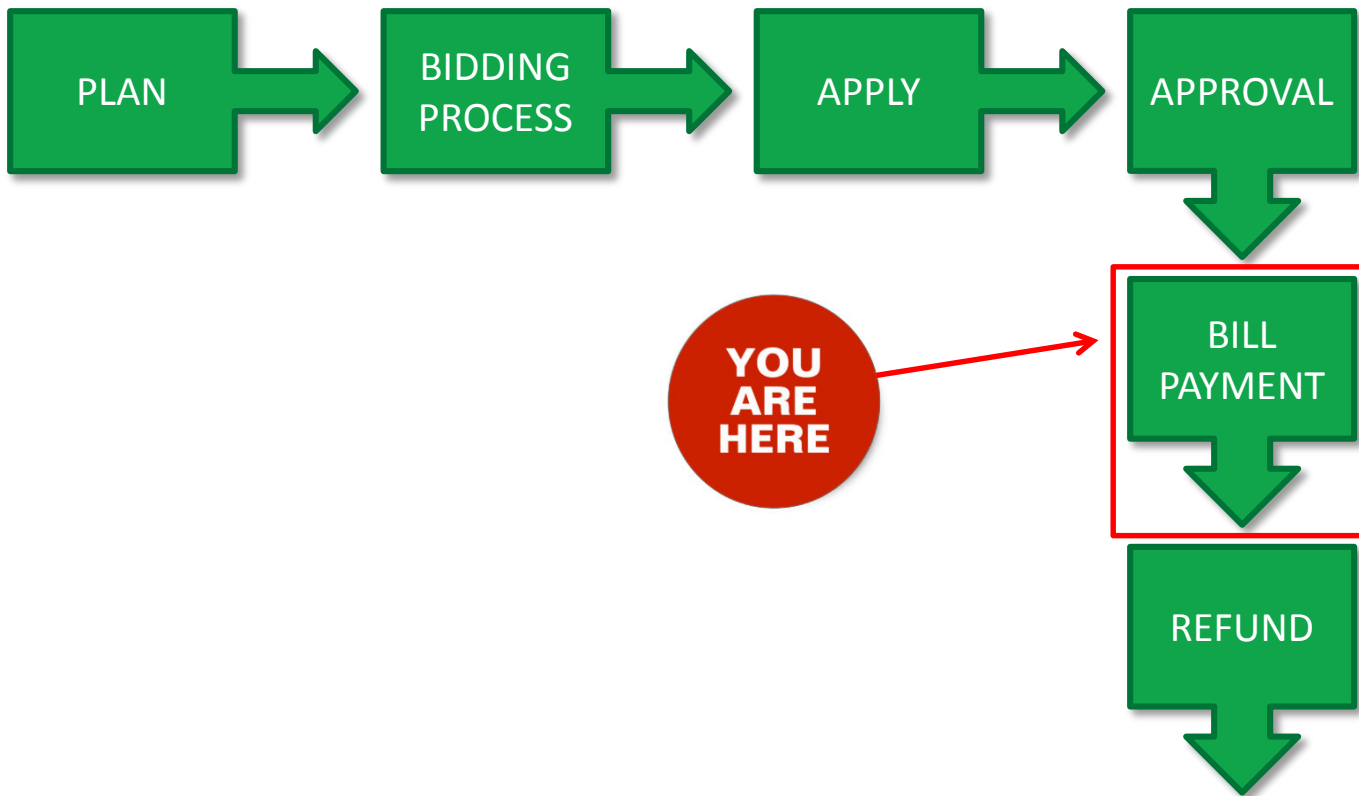 PLAN
BIDDING
PROCESS
APPLY
APPROVAL
YOU
ARE
HERE
BILL
PAYMENT
REFUND